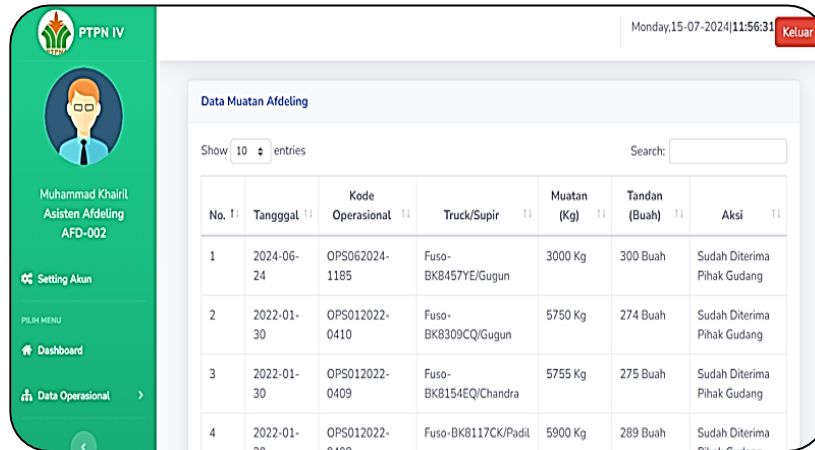 PTPN IV
PTPN
Monday,15-07-2024|11:56:31
Keluar
Muhammad Khairil
Asisten Afdeling
AFD-002
Setting Akun
PILIH MENU
Dashboard
Data Operasional
Data Muatan Afdeling
Show 10 entries
Search:
No. Tangggal Kode Operasional Truck/Supir Muatan (Kg) Tandan (Buah) Aksi
1 2024-06-24 OPS062024-1185 Fuso-BK8457YE/Gugun 3000 Kg 300 Buah Sudah Diterima Pihak Gudang
2 2022-01-30 OPS012022-0410 Fuso-BK8309CQ/Gugun 5750 Kg 274 Buah Sudah Diterima Pihak Gudang
3 2022-01-30 OPS012022-0409 Fuso-BK8154EQ/Chandra 5755 Kg 275 Buah Sudah Diterima Pihak Gudang
4 2022-01- OPS012022- Fuso-BK8117CK/Padil 5900 Kg 289 Buah Sudah Diterima